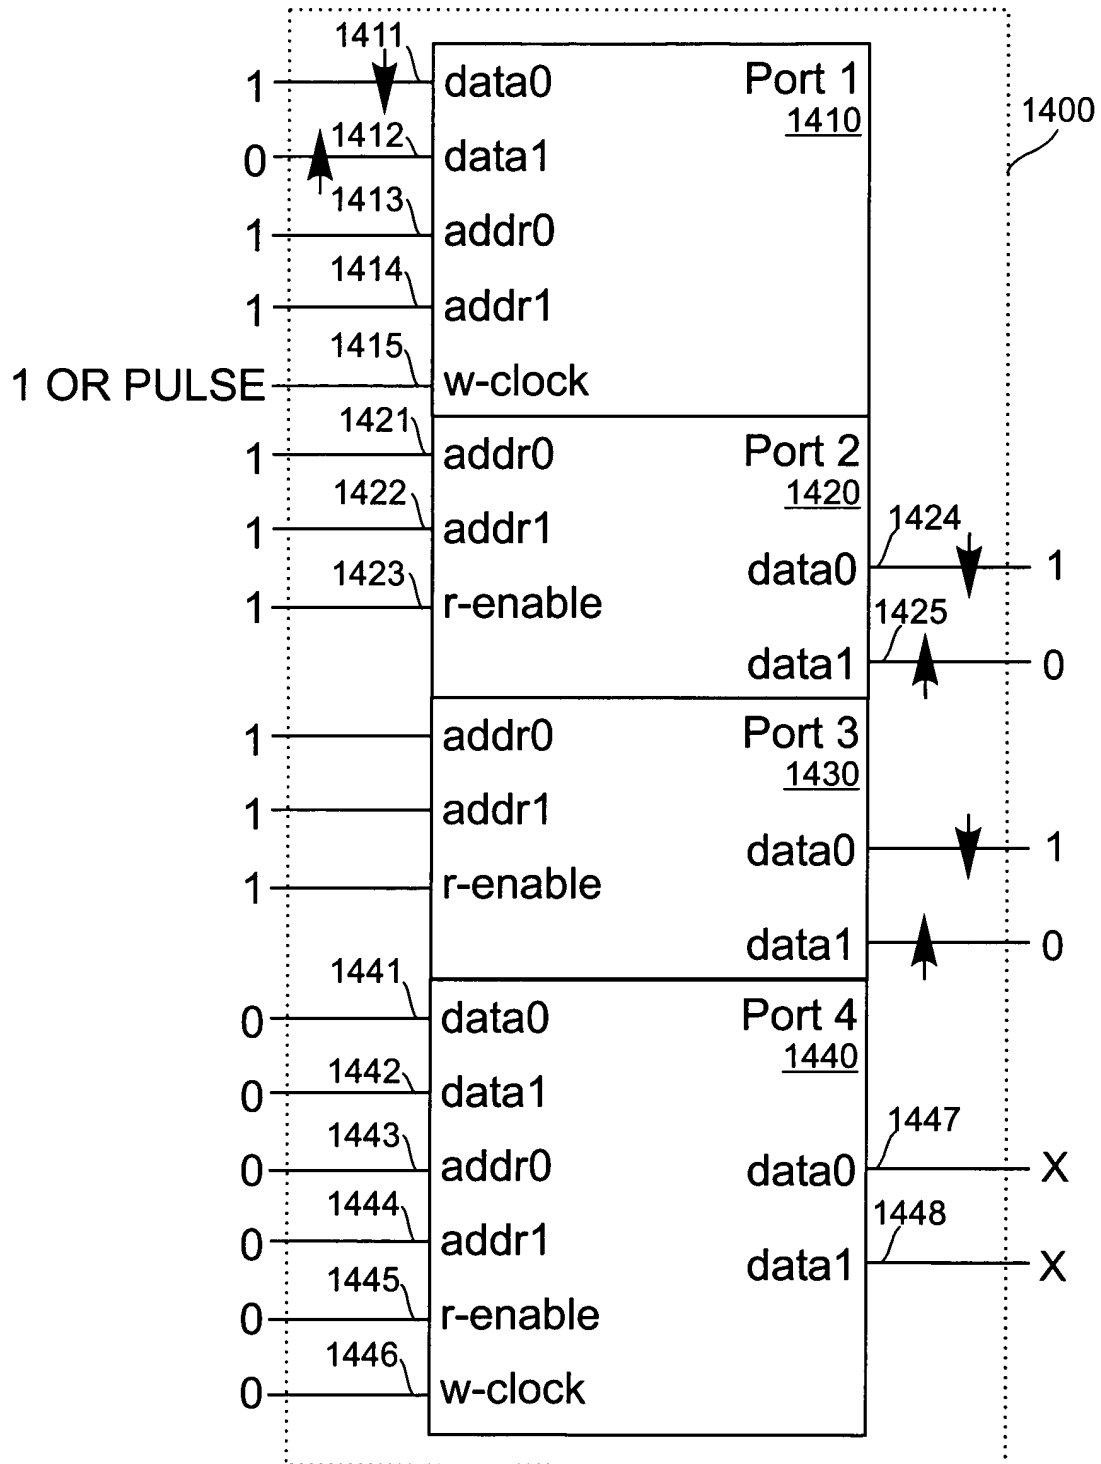 1411
1 data0 Port 1
1410
1400
1412
0 data1
1413
1 addr0
1414
1 addr1
1415
1 OR PULSE w-clock
1421
1 addr0 Port 2
1420
1422
1 addr1
1424
data0 1
1423
1 r-enable
1425
data1 0
1 addr0 Port 3
1430
1 addr1
data0 1
1 r-enable
data1 0
1441
0 data0 Port 4
1440
1442
0 data1
1447
1443
0 addr0 data0 X
1444
0 addr1
1448
data1 X
1445
0 r-enable
1446
0 w-clock